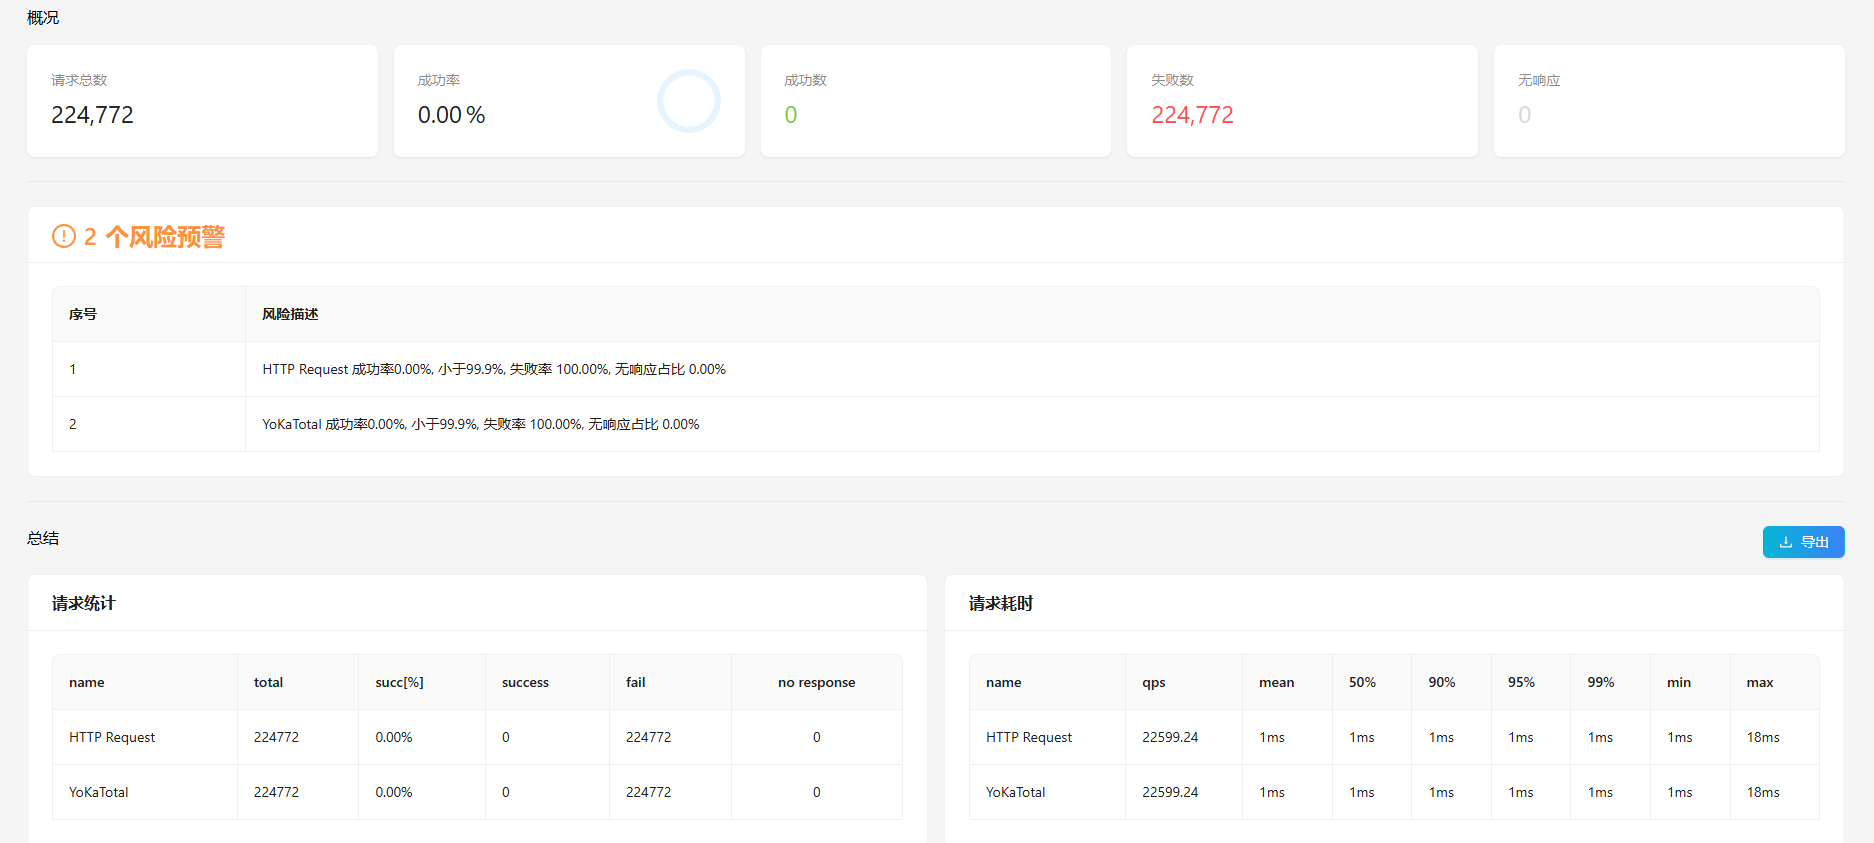 概况
请求总数 成功率 成功数 失败数 无响应
224,772 0.00 % 0 224,772 0
2 个风险预警
序号 风险描述
1 HTTP Request 成功率0.00%, 小于99.9%, 失败率 100.00%, 无响应占比 0.00%
2 YoKaTotal 成功率0.00%, 小于99.9%, 失败率 100.00%, 无响应占比 0.00%
总结
导出
请求统计
name total succ[%] success fail no response
HTTP Request 224772 0.00% 0 224772 0
YoKaTotal 224772 0.00% 0 224772 0
请求耗时
name qps mean 50% 90% 95% 99% min max
HTTP Request 22599.24 1ms 1ms 1ms 1ms 1ms 1ms 18ms
YoKaTotal 22599.24 1ms 1ms 1ms 1ms 1ms 1ms 18ms